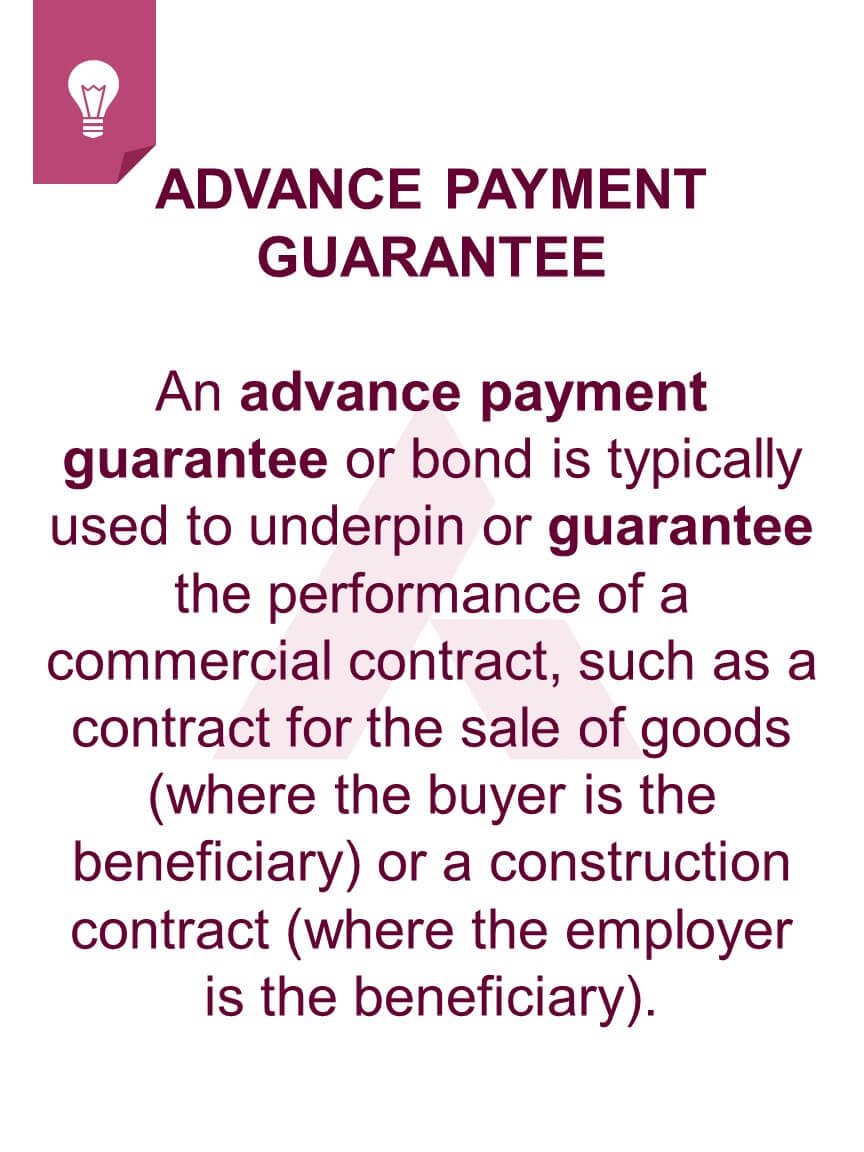 ADVANCE PAYMENT
GUARANTEE
An advance payment
guarantee or bond is typically
used to underpin or guarantee
the performance of a
commercial contract, such as a
contract for the sale of goods
(where the buyer is the
beneficiary) or a construction
contract (where the employer
is the beneficiary).